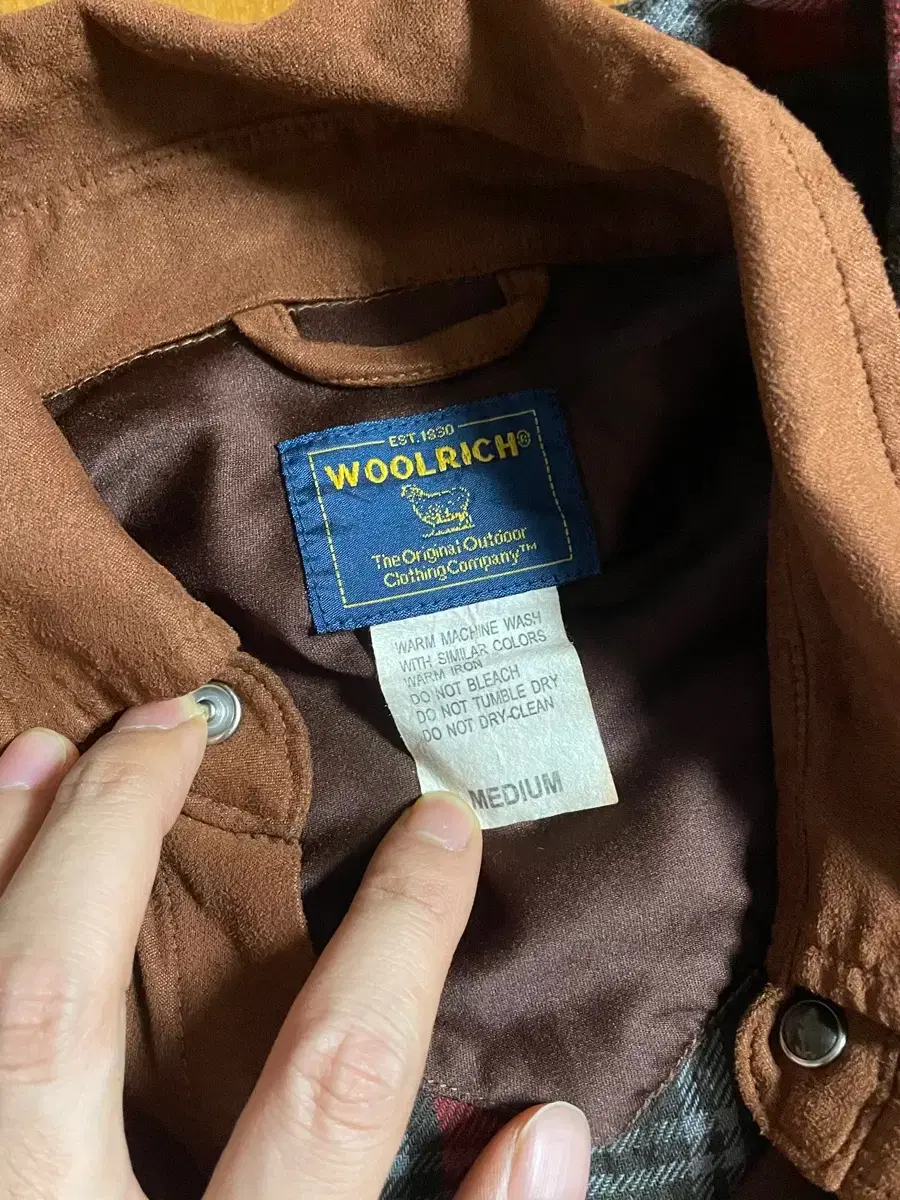 EST. 1830
WOOLRICH®
The Original Outdoor
Clothing Company™
WARM MACHINE WASH
WITH SIMILAR COLORS
WARM IRON
DO NOT BLEACH
DO NOT TUMBLE DRY
DO NOT DRY-CLEAN
MEDIUM